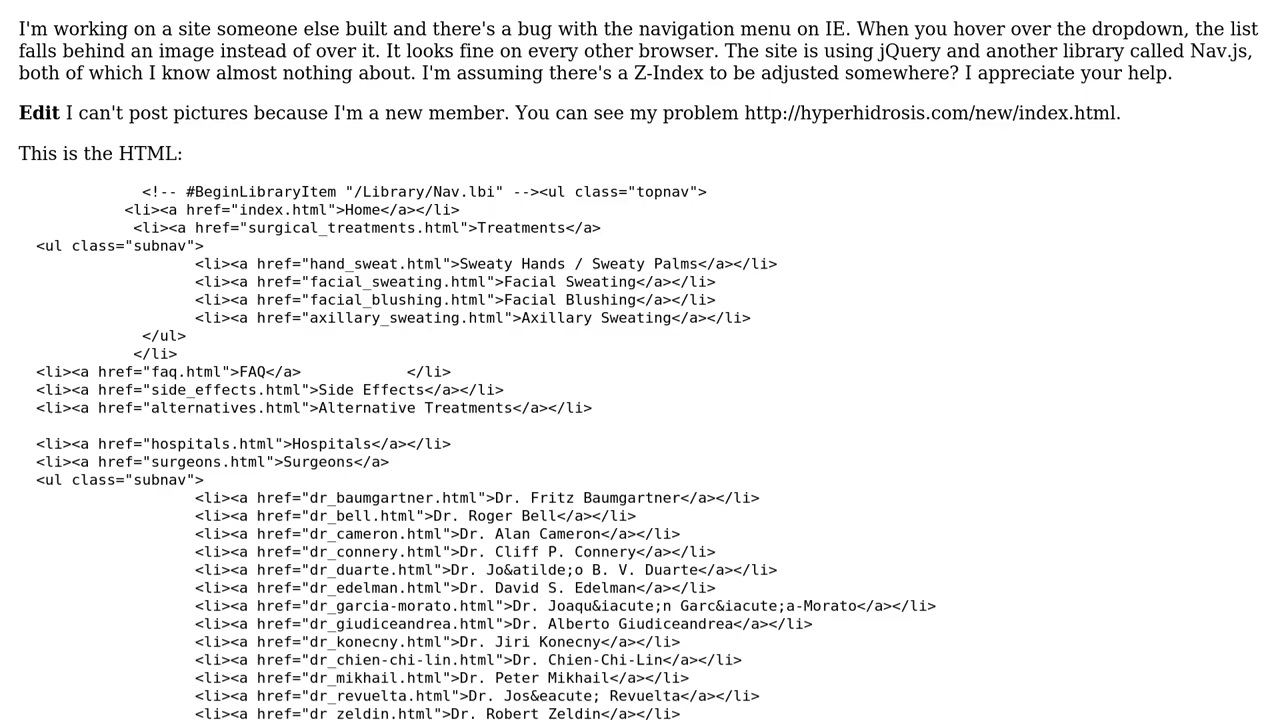 I'm working on a site someone else built and there's a bug with the navigation menu on IE. When you hover over the dropdown, the list
falls behind an image instead of over it. It looks fine on every other browser. The site is using jQuery and another library called Nav.js,
both of which I know almost nothing about. I'm assuming there's a Z-Index to be adjusted somewhere? I appreciate your help.
Edit I can't post pictures because I'm a new member. You can see my problem http://hyperhidrosis.com/new/index.html.
This is the HTML:
<!-- #BeginLibraryItem "/Library/Nav.lbi" --><ul class="topnav">
<li><a href="index.html">Home</a></li>
<li><a href="surgical_treatments.html">Treatments</a>
<ul class="subnav">
<li><a href="hand_sweat.html">Sweaty Hands / Sweaty Palms</a></li>
<li><a href="facial_sweating.html">Facial Sweating</a></li>
<li><a href="facial_blushing.html">Facial Blushing</a></li>
<li><a href="axillary_sweating.html">Axillary Sweating</a></li>
</ul>
</li>
<li><a href="faq.html">FAQ</a>            </li>
<li><a href="side_effects.html">Side Effects</a></li>
<li><a href="alternatives.html">Alternative Treatments</a></li>
<li><a href="hospitals.html">Hospitals</a></li>
<li><a href="surgeons.html">Surgeons</a>
<ul class="subnav">
<li><a href="dr_baumgartner.html">Dr. Fritz Baumgartner</a></li>
<li><a href="dr_bell.html">Dr. Roger Bell</a></li>
<li><a href="dr_cameron.html">Dr. Alan Cameron</a></li>
<li><a href="dr_connery.html">Dr. Cliff P. Connery</a></li>
<li><a href="dr_duarte.html">Dr. Jo&atilde;o B. V. Duarte</a></li>
<li><a href="dr_edelman.html">Dr. David S. Edelman</a></li>
<li><a href="dr_garcia-morato.html">Dr. Joaqu&iacute;n Garc&iacute;a-Morato</a></li>
<li><a href="dr_giudiceandrea.html">Dr. Alberto Giudiceandrea</a></li>
<li><a href="dr_konecny.html">Dr. Jiri Konecny</a></li>
<li><a href="dr_chien-chi-lin.html">Dr. Chien-Chi-Lin</a></li>
<li><a href="dr_mikhail.html">Dr. Peter Mikhail</a></li>
<li><a href="dr_revuelta.html">Dr. Jos&eacute; Revuelta</a></li>
<li><a href="dr_zeldin.html">Dr. Robert Zeldin</a></li>